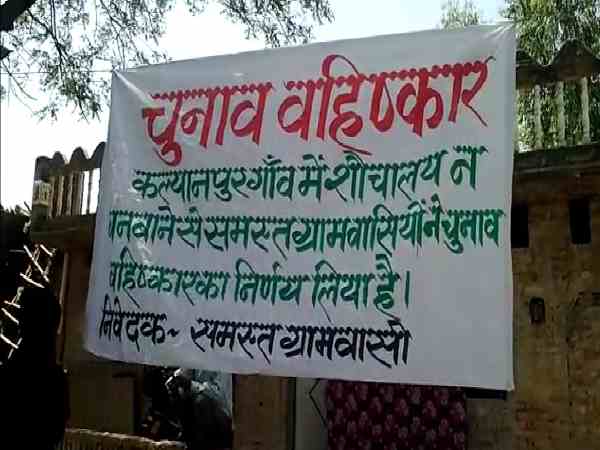 चुनाव वहिष्कार
कल्यानपुर गाँव में शौचालय न
बनवाने से समस्त ग्रामवासियों ने चुनाव
वहिष्कार का निर्णय लिया है।
निवेदक~ समस्त ग्रामवासी